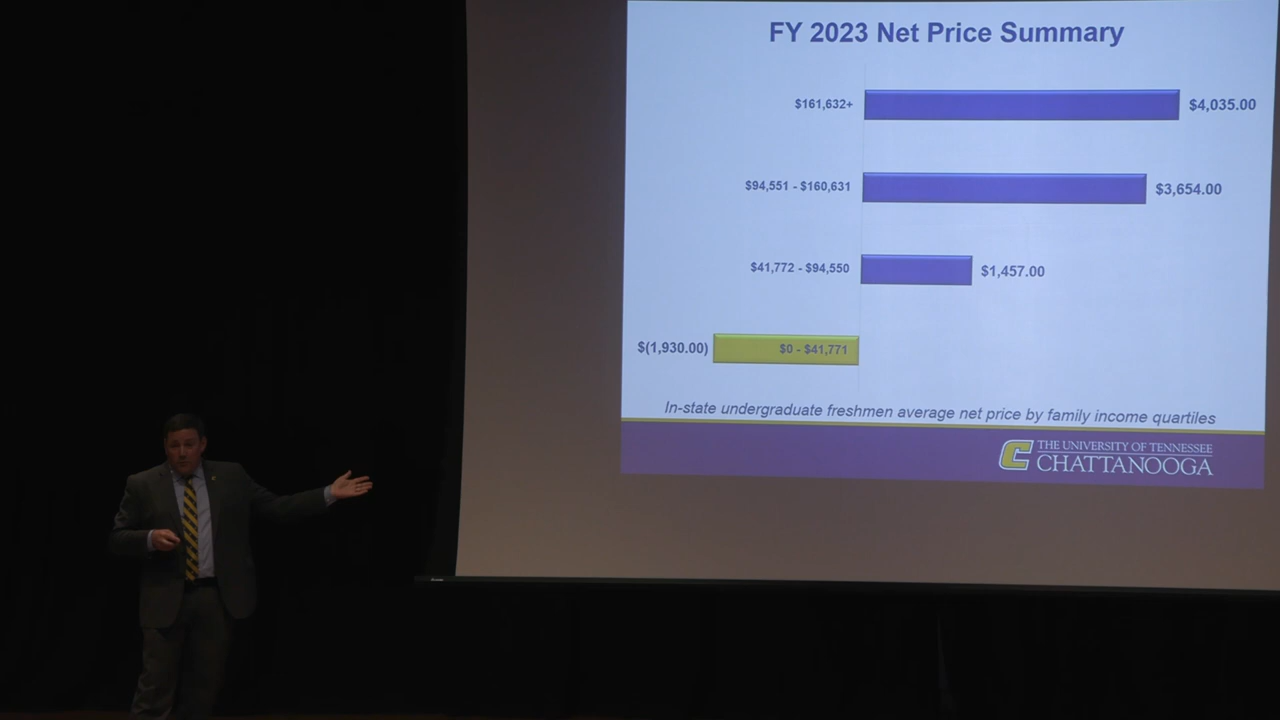 FY 2023 Net Price Summary
$161,632+
$4,035.00
$94,551 - $160,631
$3,654.00
$41,772 - $94,550
$1,457.00
$(1,930.00)
$0 - $41,771
In-state undergraduate freshmen average net price by family income quartiles
C
THE UNIVERSITY OF TENNESSEE
CHATTANOOGA